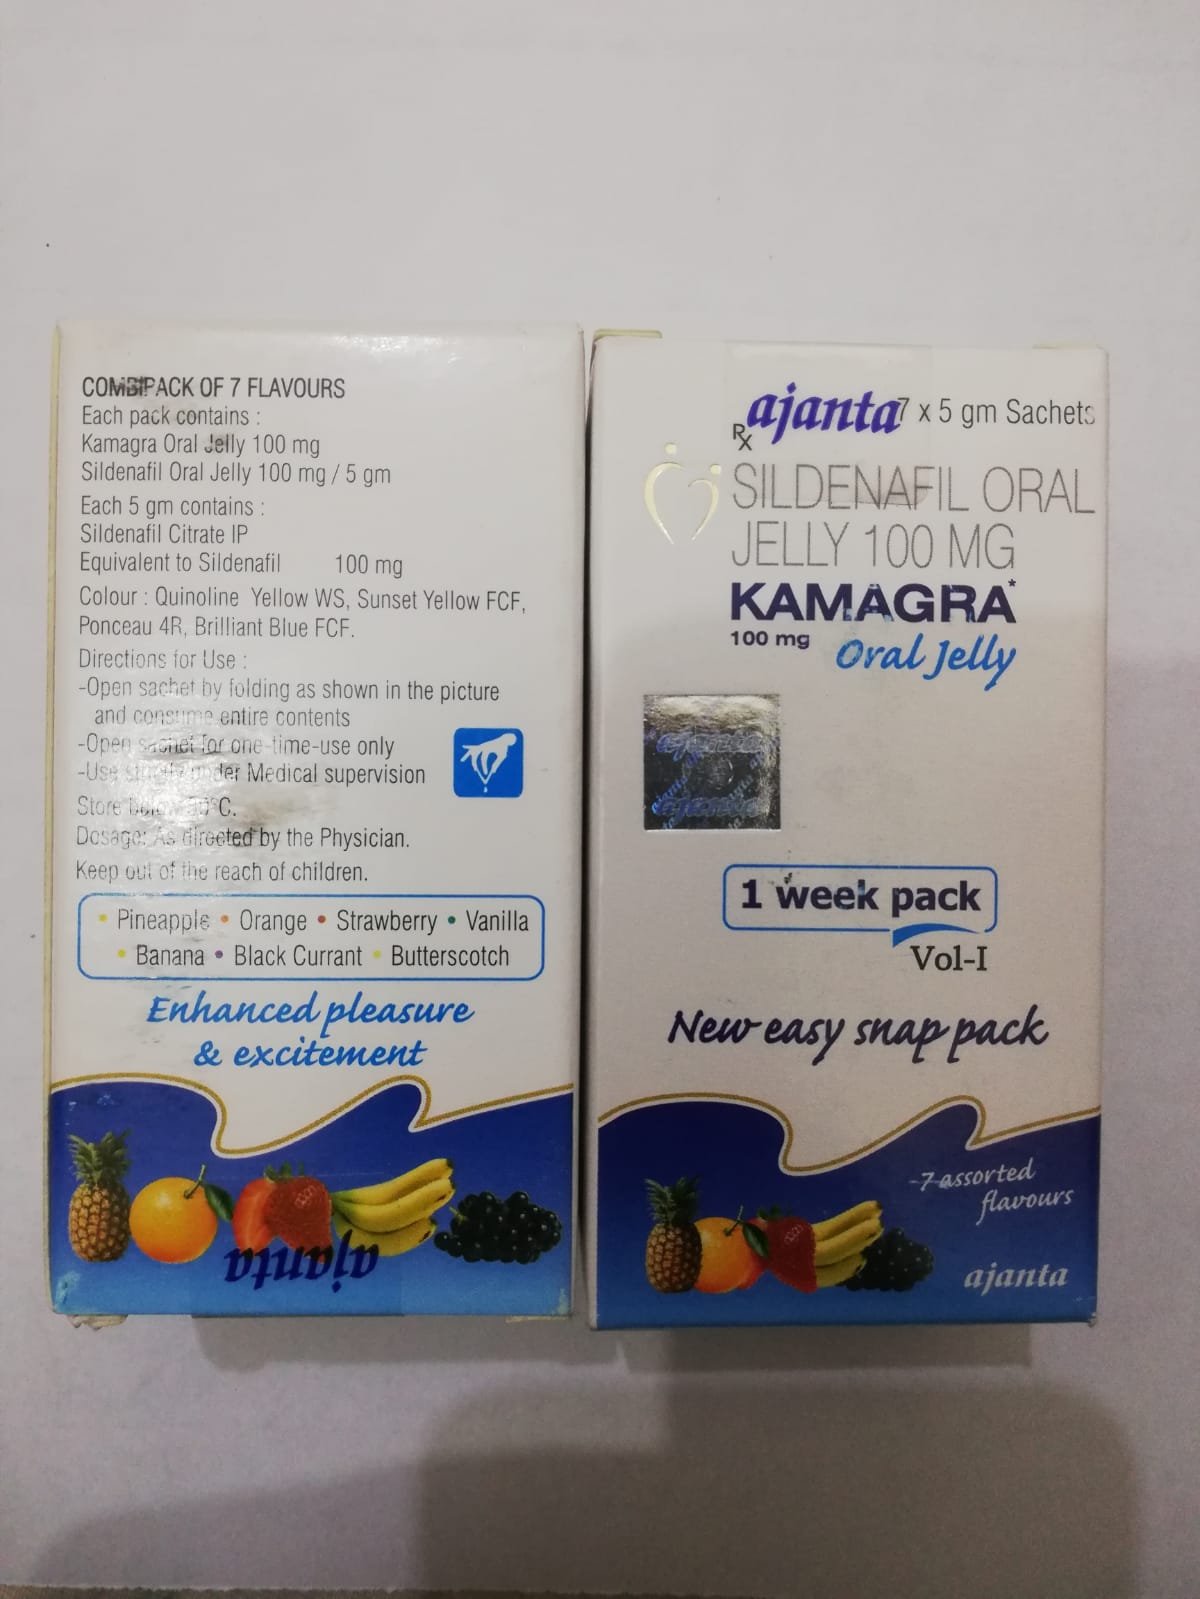 COMBIPACK OF 7 FLAVOURS
Each pack contains :
Kamagra Oral Jelly 100 mg
Sildenafil Oral Jelly 100 mg / 5 gm
Each 5 gm contains :
Sildenafil Citrate IP
Equivalent to Sildenafil 100 mg
Colour : Quinoline Yellow WS, Sunset Yellow FCF,
Ponceau 4R, Brilliant Blue FCF.
Directions for Use :
-Open sachet by folding as shown in the picture
and consume entire contents
-Open sachet for one-time-use only
-Use strictly under Medical supervision
Store below °C.
Dosage: As directed by the Physician.
Keep out of the reach of children.
• Pineapple • Orange • Strawberry • Vanilla
• Banana • Black Currant • Butterscotch
Enhanced pleasure
& excitement
ajanta
ajanta 7 x 5 gm Sachets
Rx
SILDENAFIL ORAL
JELLY 100 MG
KAMAGRA*
100 mg Oral Jelly
ajanta
ajanta
1 week pack
Vol-I
New easy snap pack
-7 assorted
flavours
ajanta